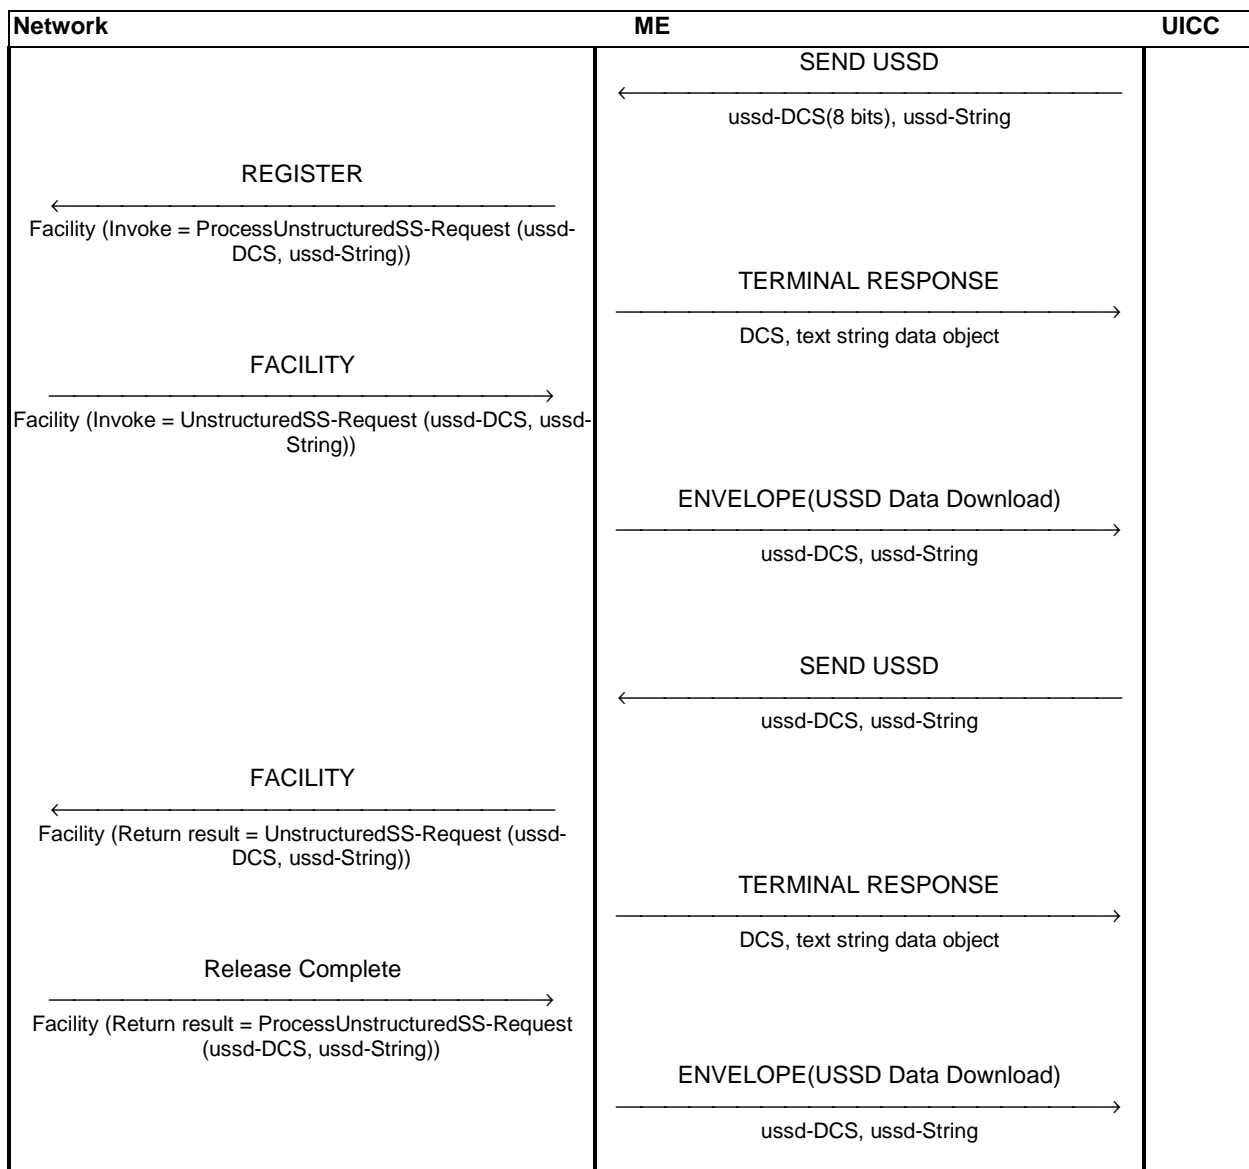 Network ME UICC
SEND USSD
ussd-DCS(8 bits), ussd-String
REGISTER
Facility (Invoke = ProcessUnstructuredSS-Request (ussd-
DCS, ussd-String))
TERMINAL RESPONSE
DCS, text string data object
FACILITY
Facility (Invoke = UnstructuredSS-Request (ussd-DCS, ussd-
String))
ENVELOPE(USSD Data Download)
ussd-DCS, ussd-String
SEND USSD
ussd-DCS, ussd-String
FACILITY
Facility (Return result = UnstructuredSS-Request (ussd-
DCS, ussd-String))
TERMINAL RESPONSE
DCS, text string data object
Release Complete
Facility (Return result = ProcessUnstructuredSS-Request
(ussd-DCS, ussd-String))
ENVELOPE(USSD Data Download)
ussd-DCS, ussd-String